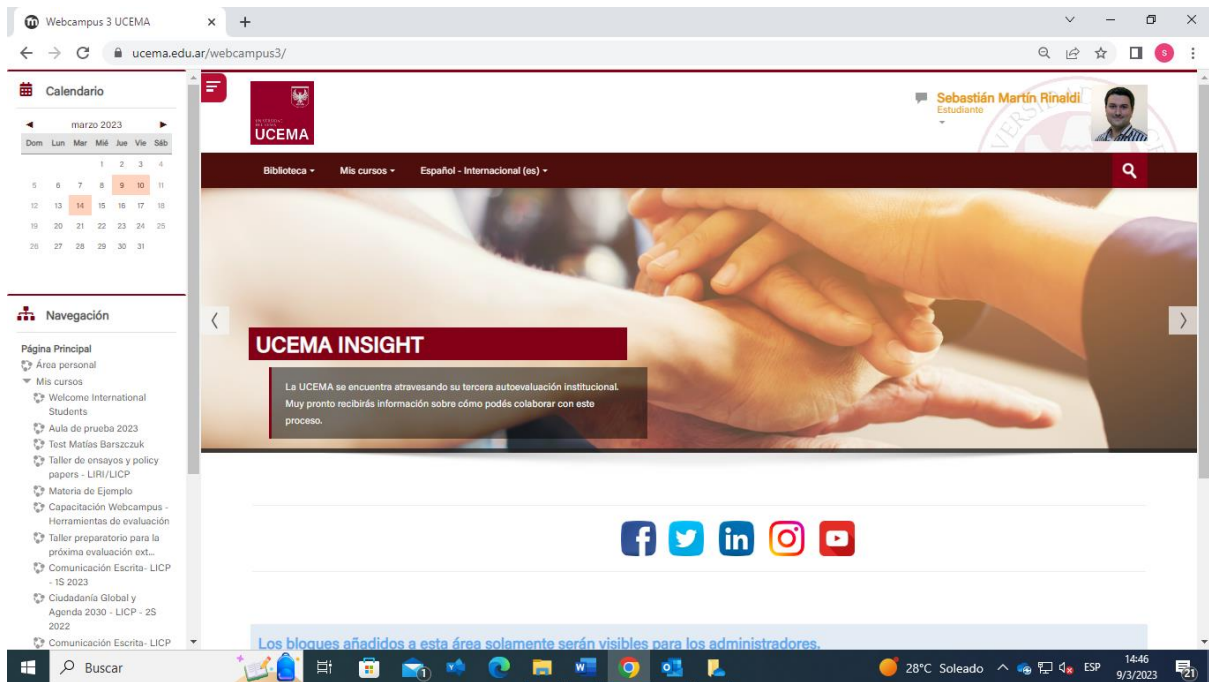 Webcampus 3 UCEMA
ucema.edu.ar/webcampus3/
S
Calendario
marzo 2023
Dom Lun Mar Mié Jue Vie Sáb
1 2 3 4
5 6 7 8 9 10 11
12 13 14 15 16 17 18
19 20 21 22 23 24 25
26 27 28 29 30 31
Navegación
Página Principal
Área personal
Mis cursos
Welcome International
Students
Aula de prueba 2023
Test Matías Barszczuk
Taller de ensayos y policy
papers - LIRI/LICP
Materia de Ejemplo
Capacitación Webcampus -
Herramientas de evaluación
Taller preparatorio para la
próxima evaluación ext...
Comunicación Escrita- LICP
- 1S 2023
Ciudadanía Global y
Agenda 2030 - LICP - 2S
2022
Comunicación Escrita- LICP
UCEMA
Sebastián Martín Rinaldi
Estudiante
Biblioteca Mis cursos Español - Internacional (es)
UCEMA INSIGHT
La UCEMA se encuentra atravesando su tercera autoevaluación institucional.
Muy pronto recibirás información sobre cómo podés colaborar con este
proceso.
Los bloques añadidos a esta área solamente serán visibles para los administradores.
Buscar
28°C Soleado
ESP
14:46
9/3/2023
21